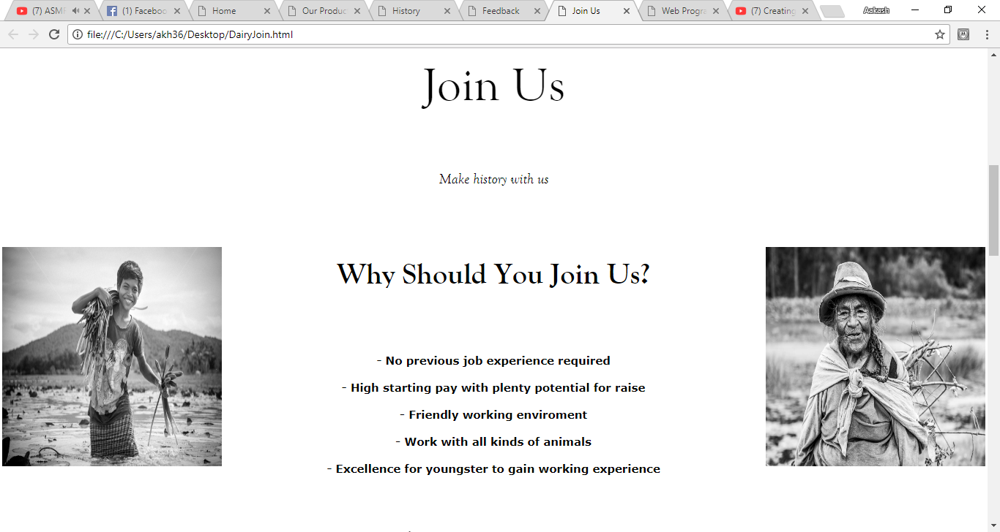 (7) ASMR
(1) Faceboo
Home
Our Produc
History
Feedback
Join Us
Web Progra
(7) Creating
Aakash
file:///C:/Users/akh36/Desktop/DairyJoin.html
Join Us
Make history with us
Why Should You Join Us?
- No previous job experience required
- High starting pay with plenty potential for raise
- Friendly working enviroment
- Work with all kinds of animals
- Excellence for youngster to gain working experience